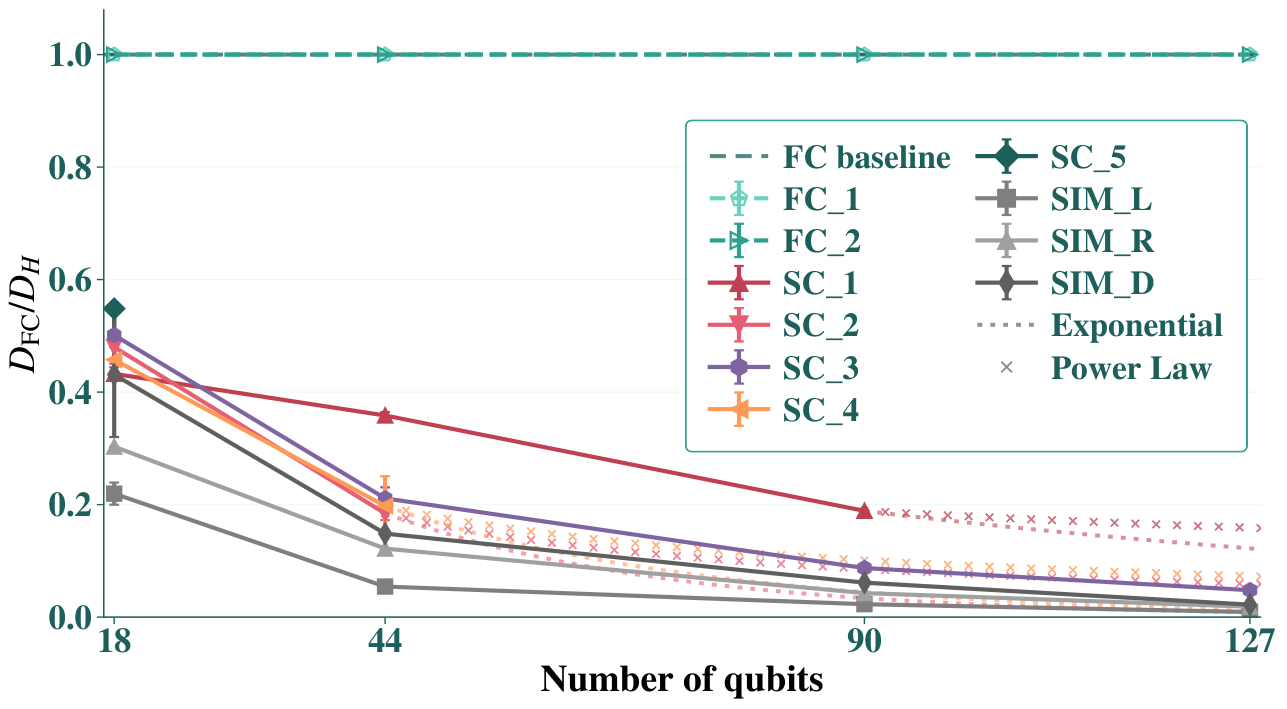 1.0
0.8
0.6
0.4
0.2
0.0
D_FC/D_H
18 44 90 127
Number of qubits
FC baseline
FC_1
FC_2
SC_1
SC_2
SC_3
SC_4
SC_5
SIM_L
SIM_R
SIM_D
Exponential
Power Law